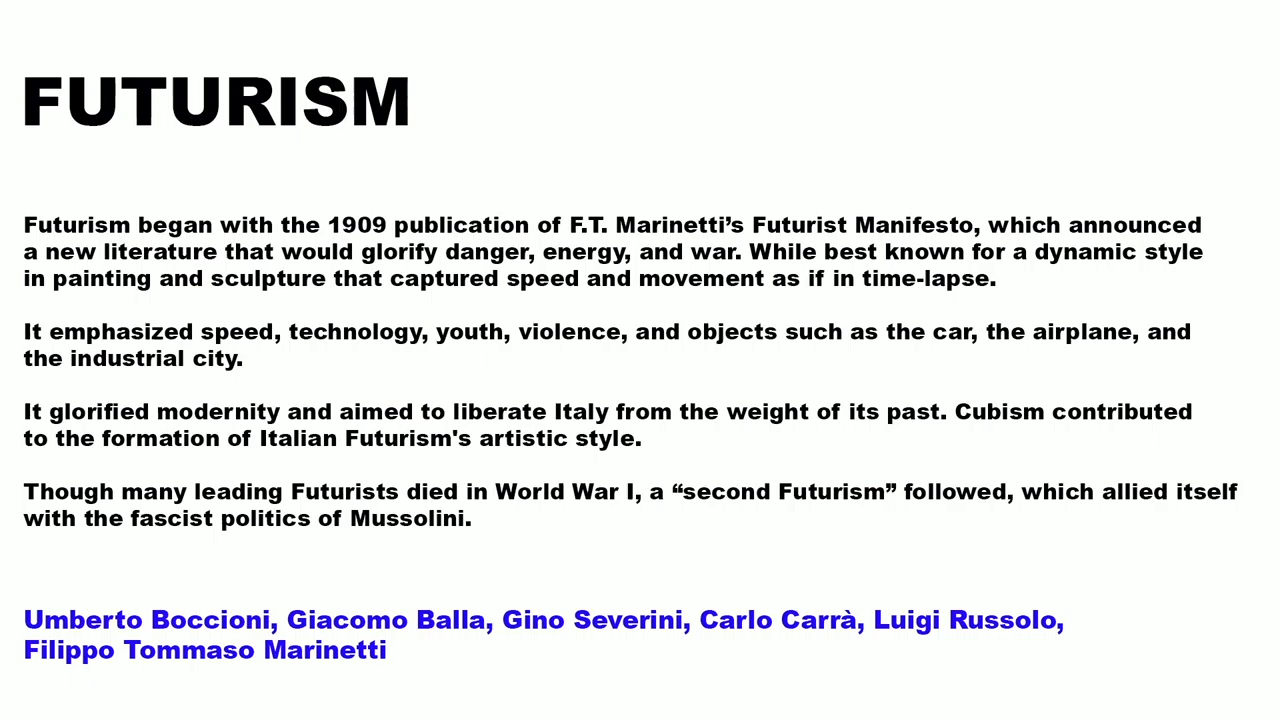 FUTURISM
Futurism began with the 1909 publication of F.T. Marinetti’s Futurist Manifesto, which announced
a new literature that would glorify danger, energy, and war. While best known for a dynamic style
in painting and sculpture that captured speed and movement as if in time-lapse.
It emphasized speed, technology, youth, violence, and objects such as the car, the airplane, and
the industrial city.
It glorified modernity and aimed to liberate Italy from the weight of its past. Cubism contributed
to the formation of Italian Futurism's artistic style.
Though many leading Futurists died in World War I, a “second Futurism” followed, which allied itself
with the fascist politics of Mussolini.
Umberto Boccioni, Giacomo Balla, Gino Severini, Carlo Carrà, Luigi Russolo,
Filippo Tommaso Marinetti